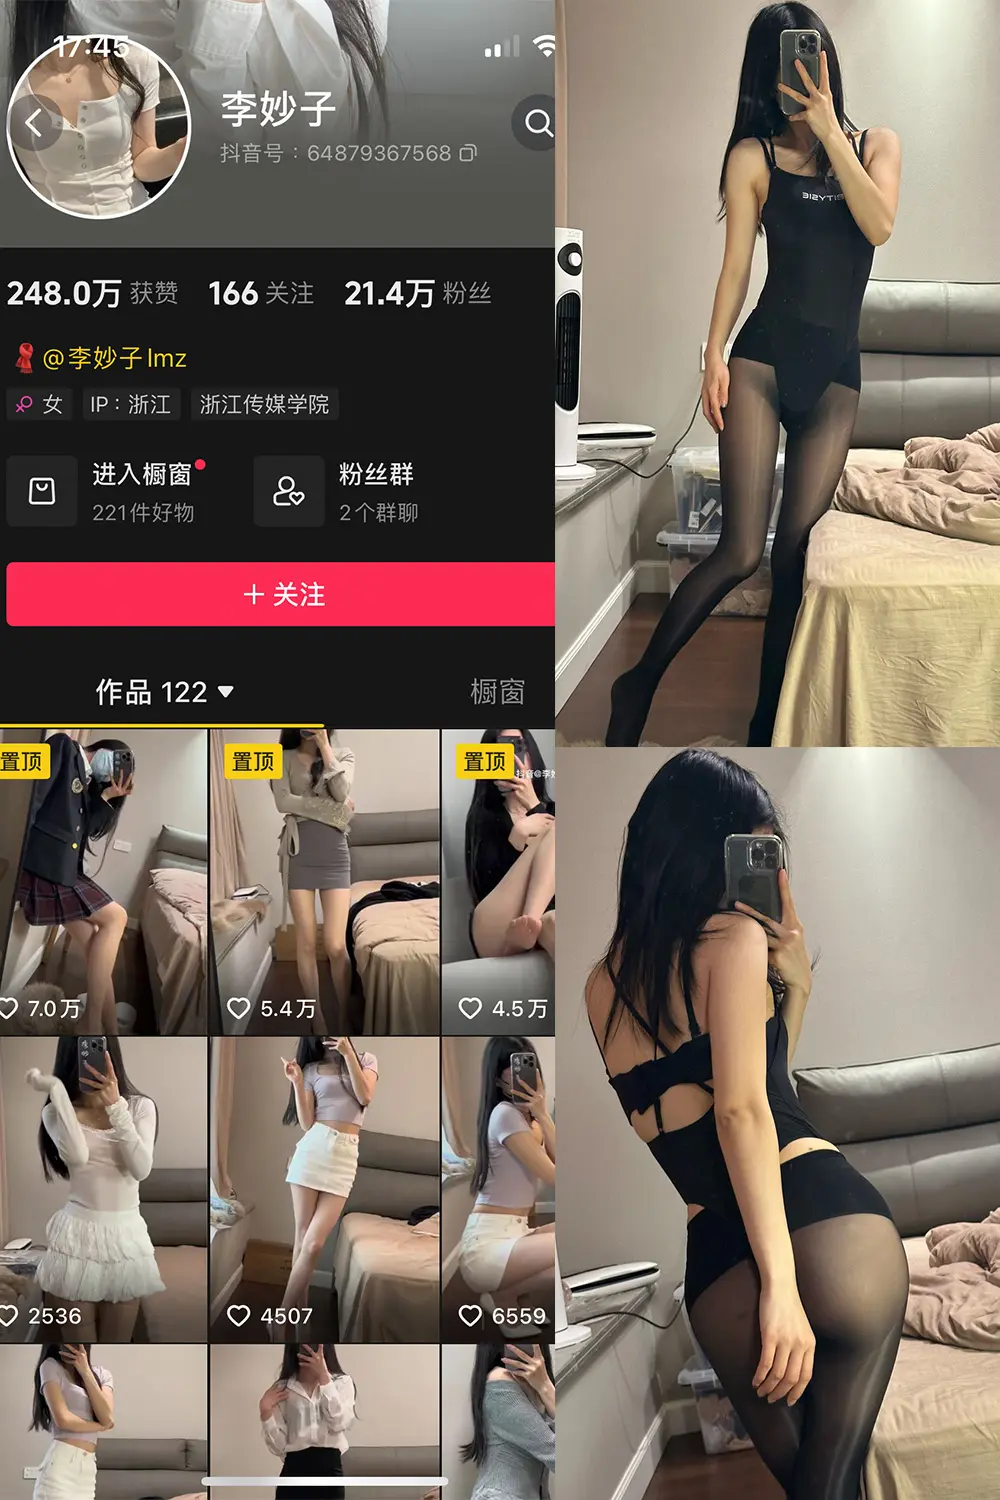 17:45
李妙子
抖音号：64879367568
248.0万 获赞 166 关注 21.4万 粉丝
@李妙子lmz
女 IP：浙江 浙江传媒学院
进入橱窗 粉丝群
221件好物 2个群聊
＋ 关注
作品 122 橱窗
置顶 置顶 置顶
7.0万 5.4万 4.5万
2536 4507 6559